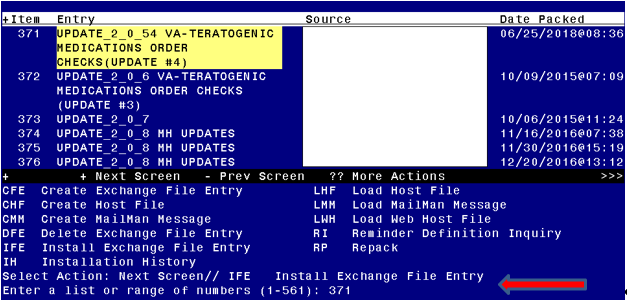 +Item Entry Source Date Packed
371 UPDATE_2_0_54 VA-TERATOGENIC 06/25/2018@08:36
MEDICATIONS ORDER
CHECKS(UPDATE #4)
372 UPDATE_2_0_6 VA-TERATOGENIC 10/09/2015@07:09
MEDICATIONS ORDER CHECKS
(UPDATE #3)
373 UPDATE_2_0_7 10/06/2015@11:24
374 UPDATE_2_0_8 MH UPDATES 11/16/2016@07:38
375 UPDATE_2_0_8 MH UPDATES 11/30/2016@15:19
376 UPDATE_2_0_8 MH UPDATES 12/20/2016@13:12
+ + Next Screen - Prev Screen ?? More Actions >>>
CFE Create Exchange File Entry LHF Load Host File
CHF Create Host File LMM Load MailMan Message
CMM Create MailMan Message LWH Load Web Host File
DFE Delete Exchange File Entry RI Reminder Definition Inquiry
IFE Install Exchange File Entry RP Repack
IH Installation History
Select Action: Next Screen// IFE Install Exchange File Entry
Enter a list or range of numbers (1-561): 371